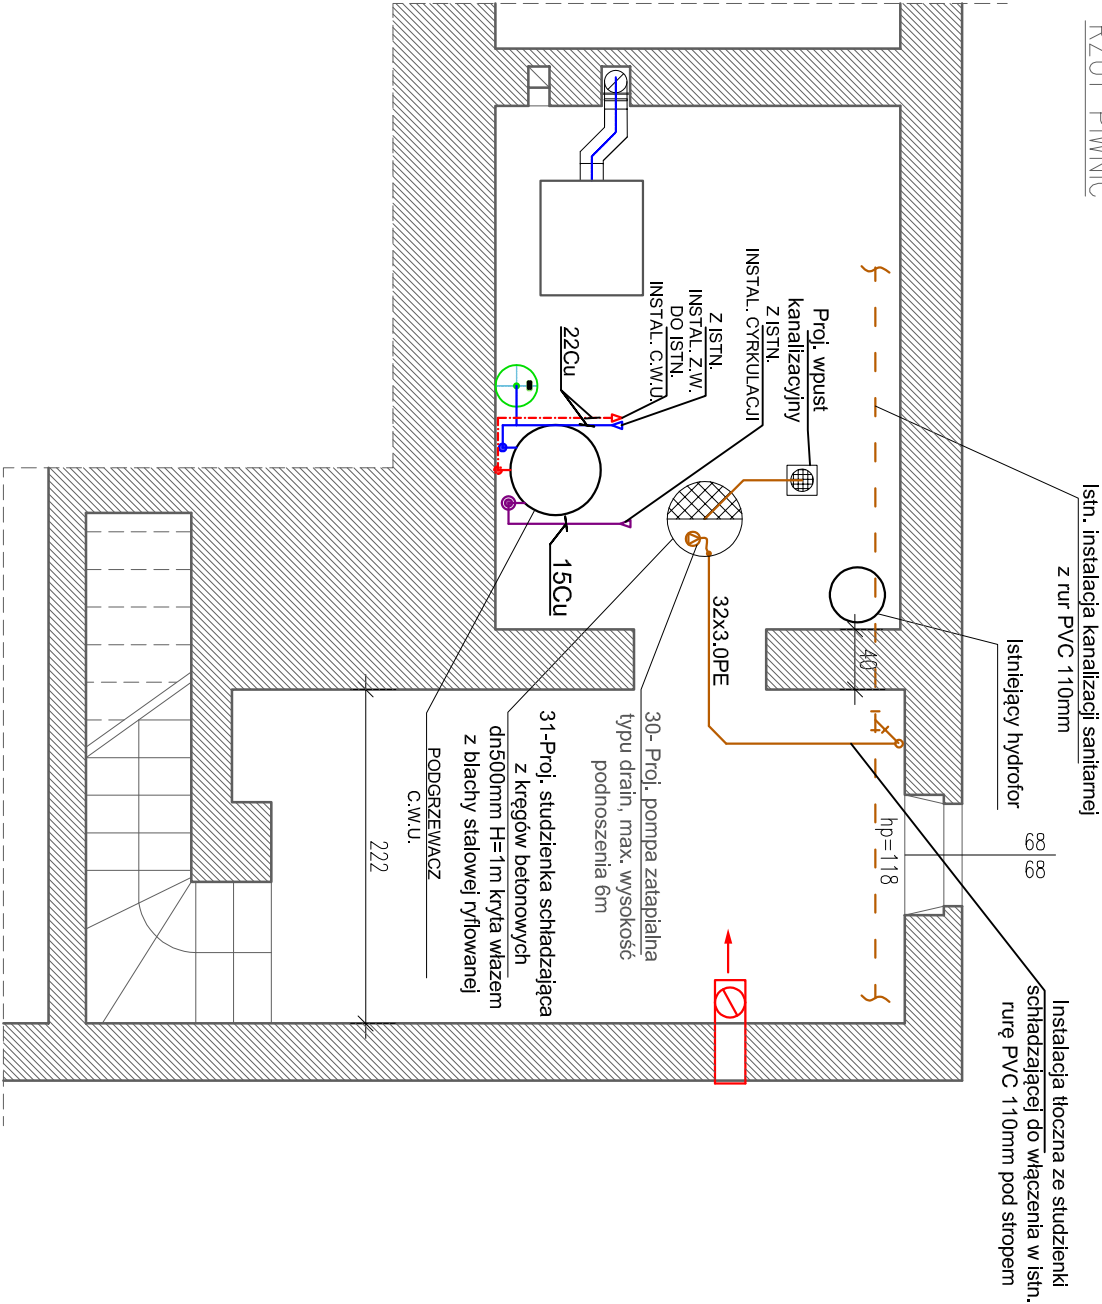 RZUT PIWNIC
Istn. instalacja kanalizacji sanitarnej
z rur PVC 110mm
Istniejący hydrofor
68
68
Instalacja tłoczna ze studzienki
schładzającej do włączenia w istn.
rurę PVC 110mm pod stropem
hp=118
40
Proj. wpust
kanalizacyjny
Z ISTN.
INSTAL. CYRKULACJI
Z ISTN.
INSTAL. Z.W.
DO ISTN.
INSTAL. C.W.U.
22Cu
15Cu
32x3.0PE
30- Proj. pompa zatapialna
typu drain, max. wysokość
podnoszenia 6m
31-Proj. studzienka schładzająca
z kręgów betonowych
dn500mm H=1m kryta włazem
z blachy stalowej ryflowanej
PODGRZEWACZ
C.W.U.
222